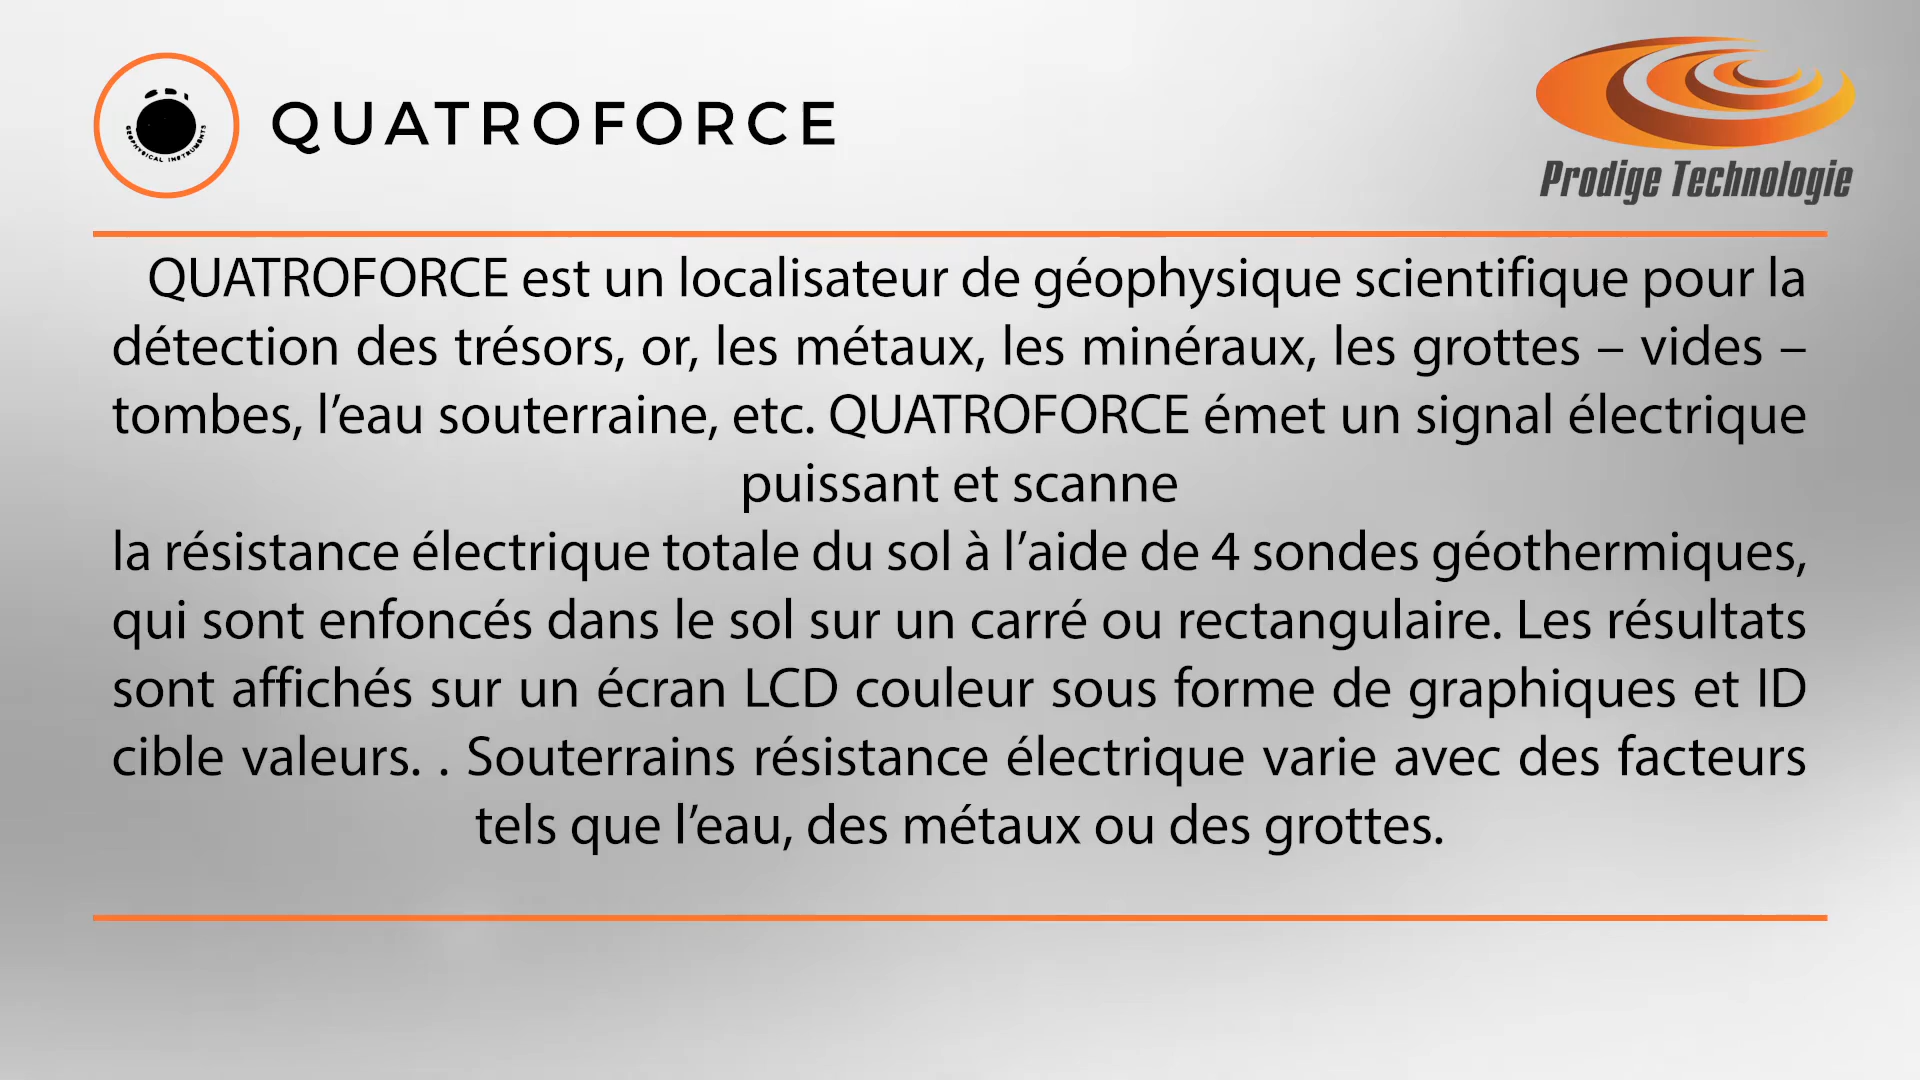 GEOPHYSICAL INSTRUMENTS
QUATROFORCE
Prodige Technologie
QUATROFORCE est un localisateur de géophysique scientifique pour la
détection des trésors, or, les métaux, les minéraux, les grottes – vides –
tombes, l’eau souterraine, etc. QUATROFORCE émet un signal électrique
puissant et scanne
la résistance électrique totale du sol à l’aide de 4 sondes géothermiques,
qui sont enfoncés dans le sol sur un carré ou rectangulaire. Les résultats
sont affichés sur un écran LCD couleur sous forme de graphiques et ID
cible valeurs. . Souterrains résistance électrique varie avec des facteurs
tels que l’eau, des métaux ou des grottes.